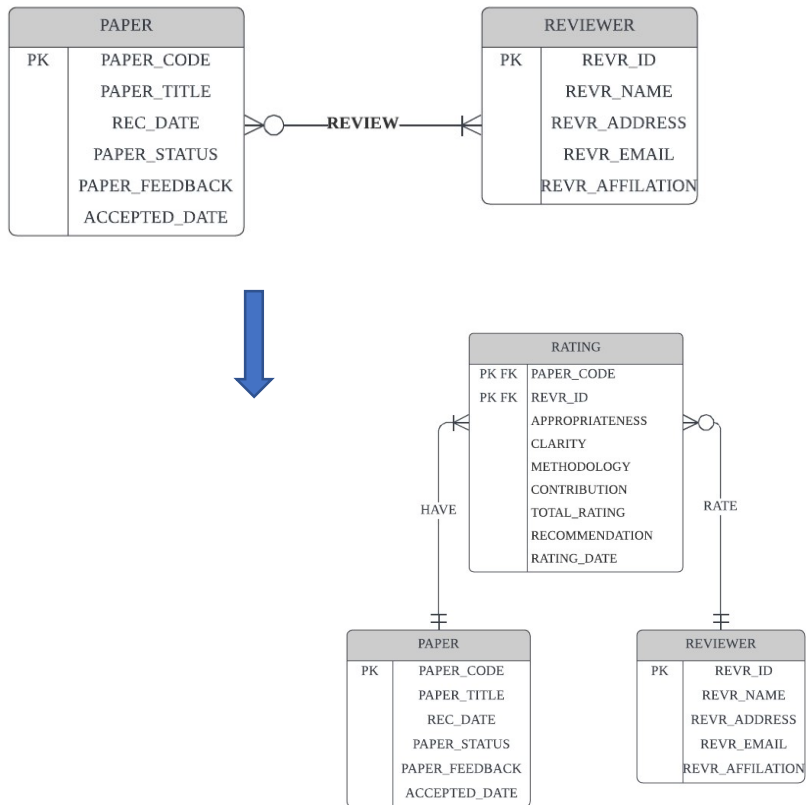 PAPER
PK PAPER_CODE
PAPER_TITLE
REC_DATE
PAPER_STATUS
PAPER_FEEDBACK
ACCEPTED_DATE
REVIEW
REVIEWER
PK REVR_ID
REVR_NAME
REVR_ADDRESS
REVR_EMAIL
REVR_AFFILATION
RATING
PK FK PAPER_CODE
PK FK REVR_ID
APPROPRIATENESS
CLARITY
METHODOLOGY
CONTRIBUTION
TOTAL_RATING
RECOMMENDATION
RATING_DATE
HAVE
RATE
PAPER
PK PAPER_CODE
PAPER_TITLE
REC_DATE
PAPER_STATUS
PAPER_FEEDBACK
ACCEPTED_DATE
REVIEWER
PK REVR_ID
REVR_NAME
REVR_ADDRESS
REVR_EMAIL
REVR_AFFILATION